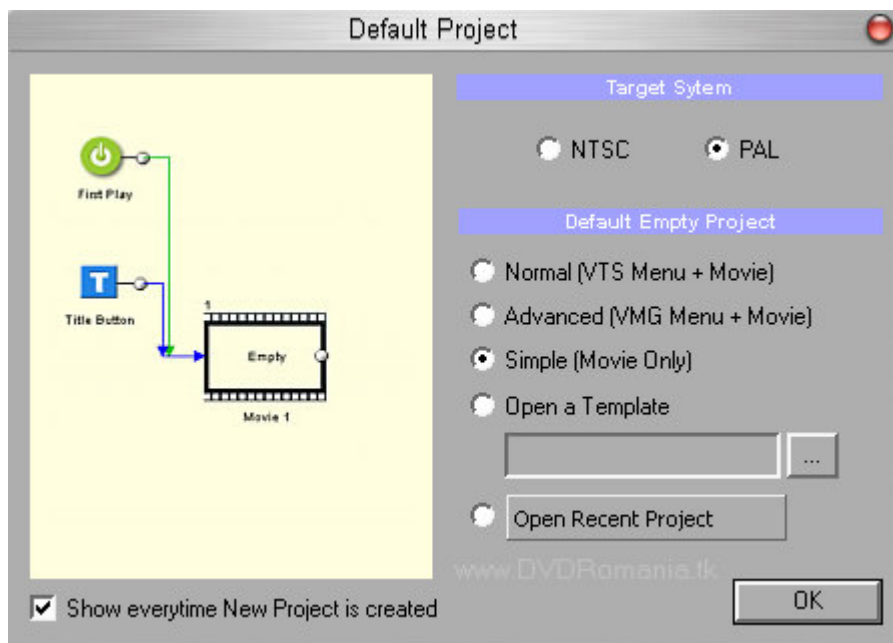 Default Project
First Play
T
Title Button
1
Empty
Movie 1
Target Sytem
NTSC
PAL
Default Empty Project
Normal (VTS Menu + Movie)
Advanced (VMG Menu + Movie)
Simple (Movie Only)
Open a Template
...
Open Recent Project
www.DVDRomania.tk
Show everytime New Project is created
OK